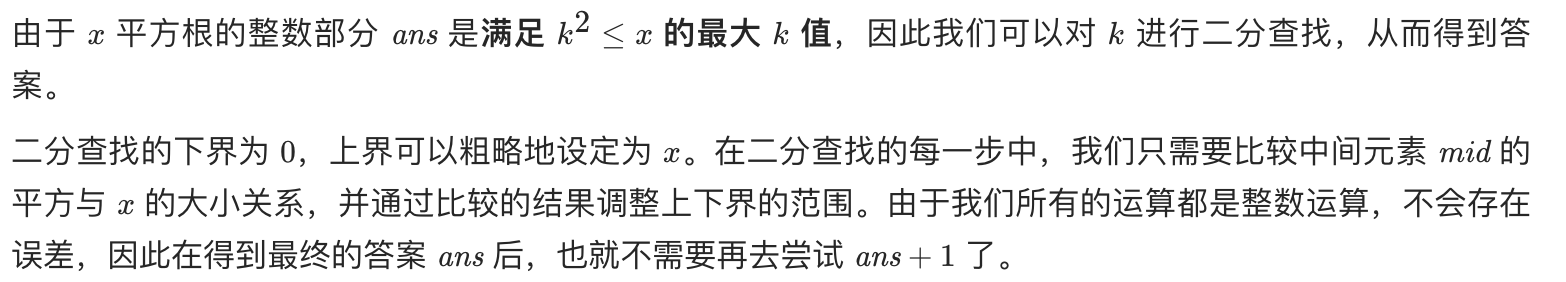 由于 x 平方根的整数部分 ans 是满足 k² ≤ x 的最大 k 值，因此我们可以对 k 进行二分查找，从而得到答
案。
二分查找的下界为 0，上界可以粗略地设定为 x。在二分查找的每一步中，我们只需要比较中间元素 mid 的
平方与 x 的大小关系，并通过比较的结果调整上下界的范围。由于我们所有的运算都是整数运算，不会存在
误差，因此在得到最终的答案 ans 后，也就不需要再去尝试 ans + 1 了。